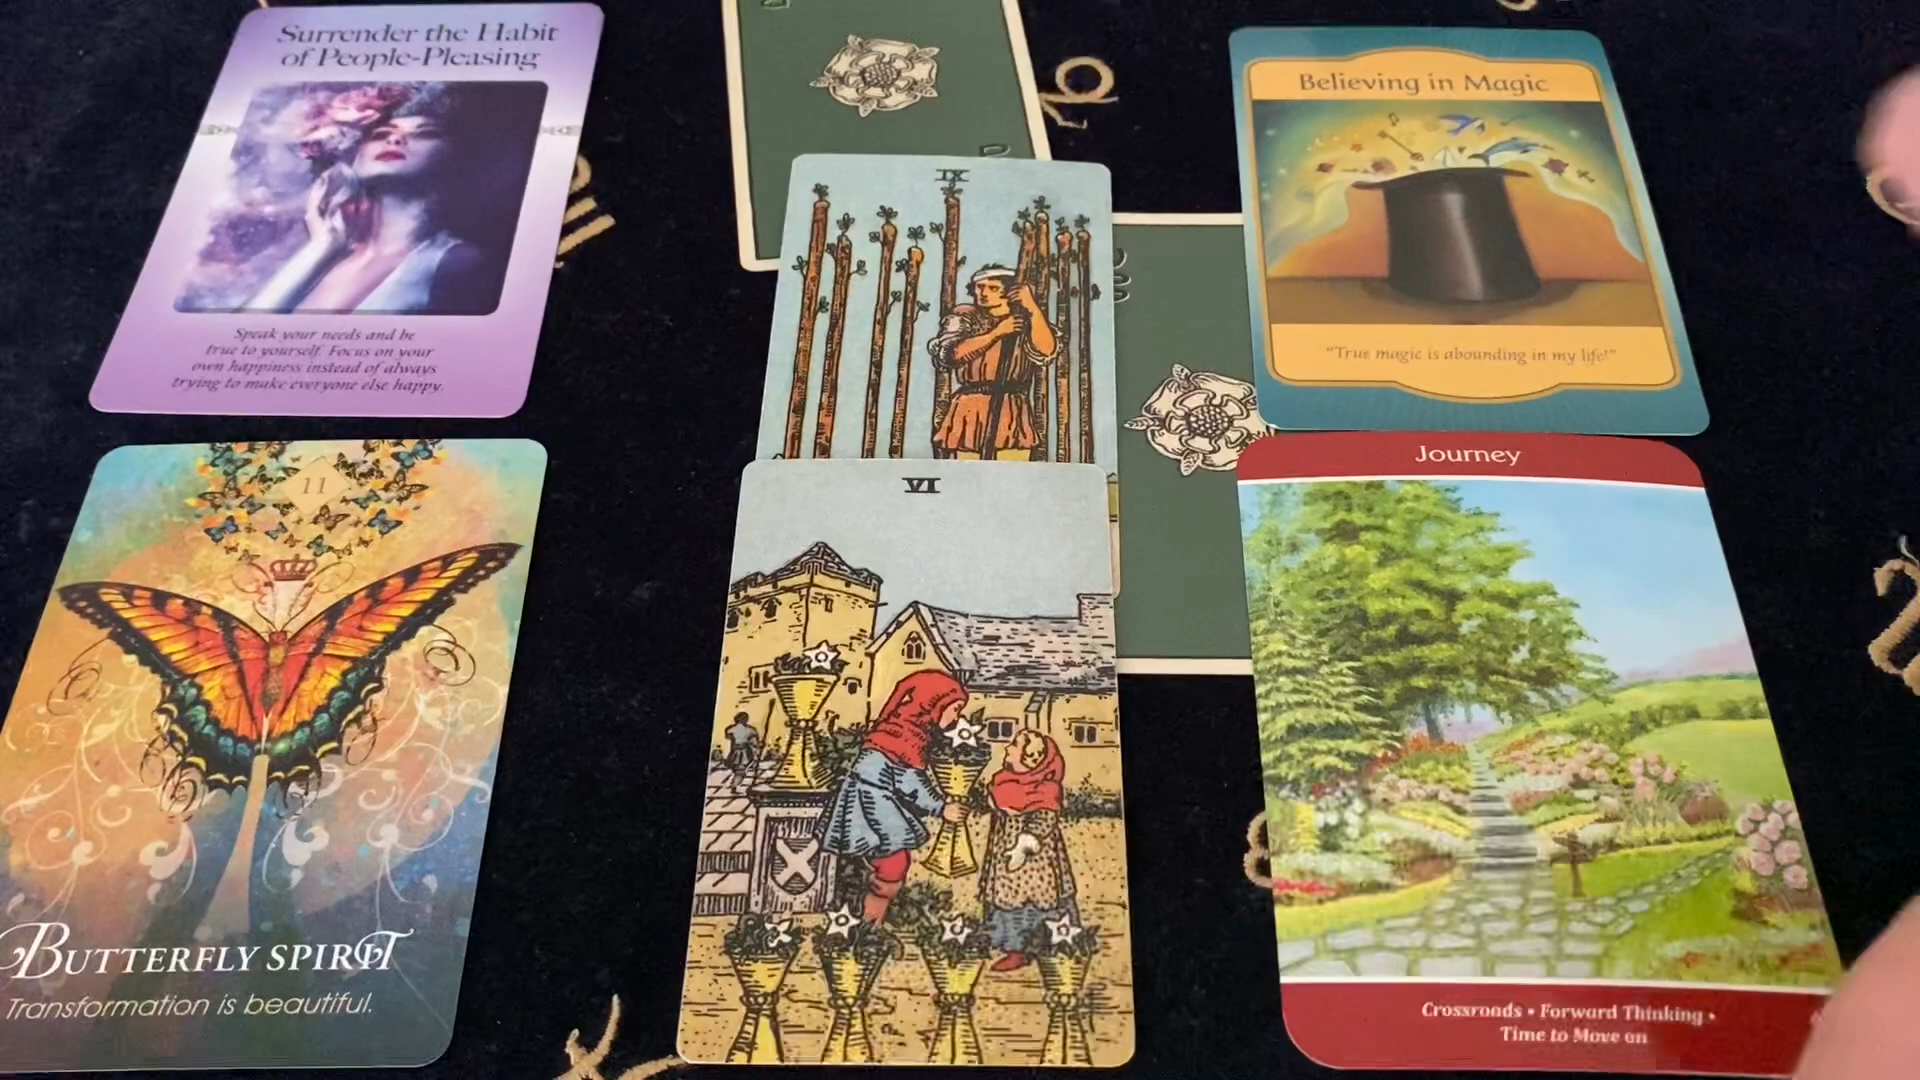 Surrender the Habit
of People-Pleasing
Speak your needs and be
true to yourself. Focus on your
own happiness instead of always
trying to make everyone else happy.
IX
Believing in Magic
"True magic is abounding in my life!"
11
BUTTERFLY SPIRIT
Transformation is beautiful.
VI
Journey
Crossroads • Forward Thinking •
Time to Move on